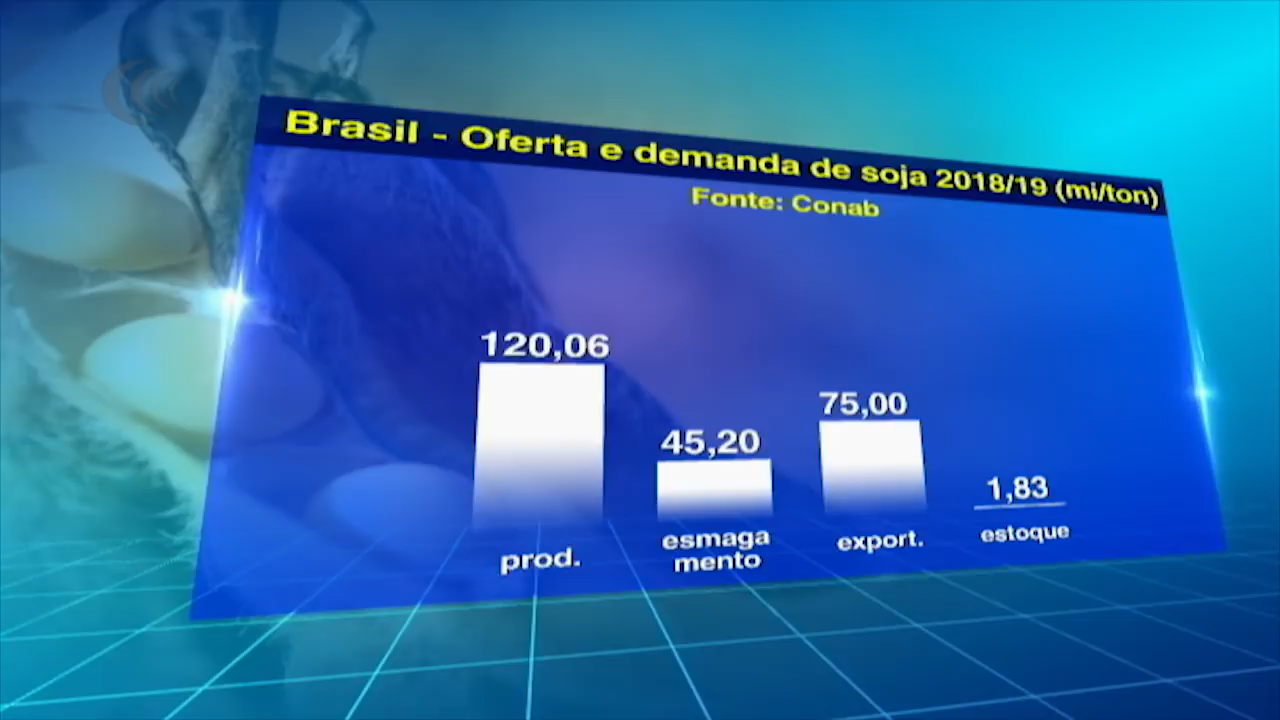 Brasil - Oferta e demanda de soja 2018/19 (mi/ton)
Fonte: Conab
120,06
45,20
75,00
1,83
prod.
esmaga
mento
export.
estoque